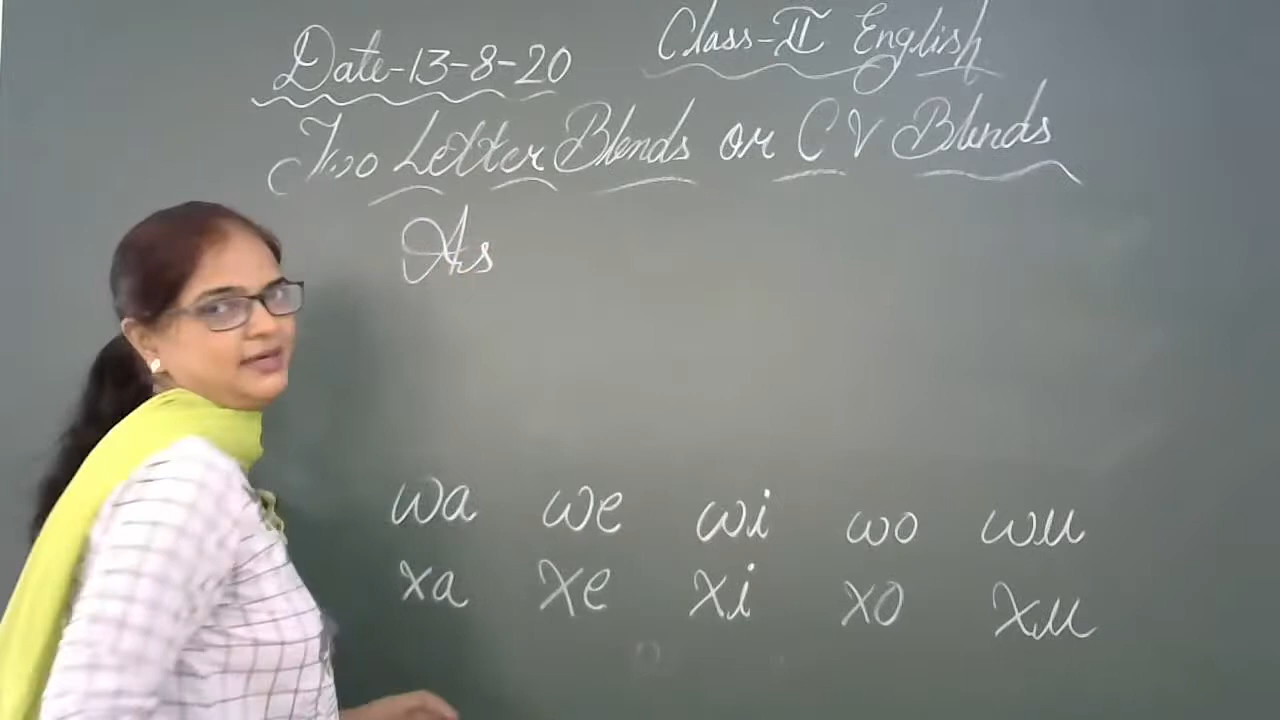 Date-13-8-20 Class-II English
Two Letter Blends or CV Blends
As
wa we wi wo wu
xa xe xi xo xu